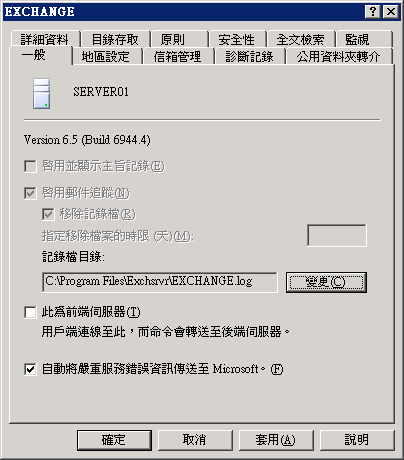 EXCHANGE
詳細資料 目錄存取 原則 安全性 全文檢索 監視
一般 地區設定 信箱管理 診斷記錄 公用資料夾轉介
SERVER01
Version 6.5 (Build 6944.4)
啓用並顯示主旨記錄(E)
啓用郵件追蹤(N)
移除記錄檔(R)
指定移除檔案的時限 (天)(M):
記錄檔目錄:
C:\Program Files\Exchsrvr\EXCHANGE.log 變更(C)
此爲前端伺服器(T)
用戶端連線至此，而命令會轉送至後端伺服器。
自動將嚴重服務錯誤資訊傳送至 Microsoft。(F)
確定 取消 套用(A) 說明